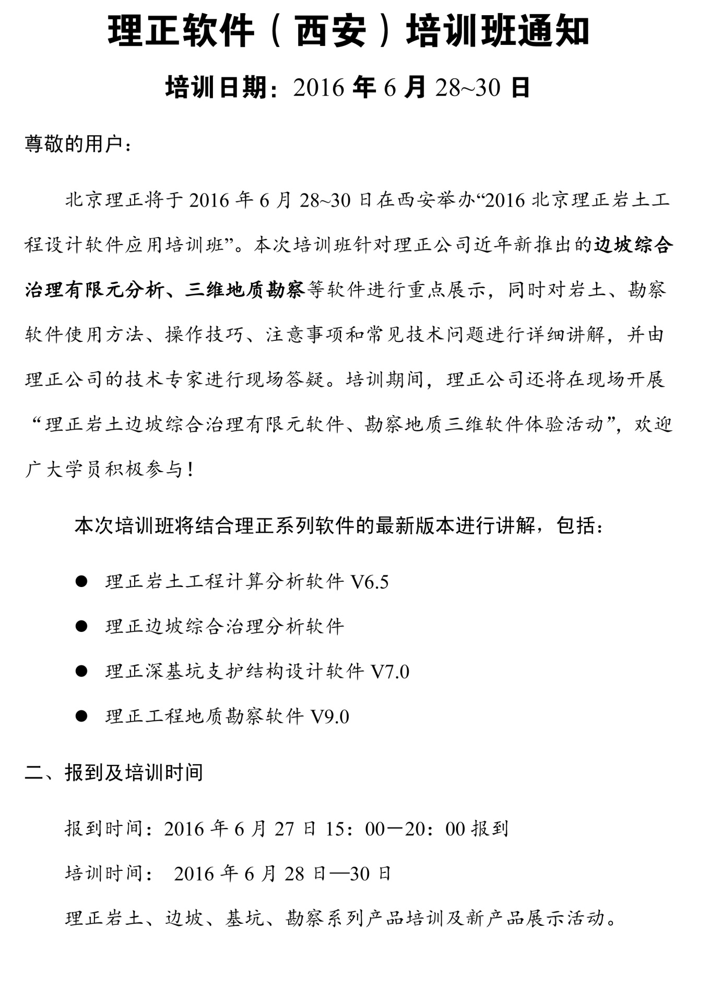 理正软件（西安）培训班通知
培训日期：2016 年 6 月 28~30 日
尊敬的用户：
北京理正将于 2016 年 6 月 28~30 日在西安举办“2016 北京理正岩土工
程设计软件应用培训班”。本次培训班针对理正公司近年新推出的边坡综合
治理有限元分析、三维地质勘察等软件进行重点展示，同时对岩土、勘察
软件使用方法、操作技巧、注意事项和常见技术问题进行详细讲解，并由
理正公司的技术专家进行现场答疑。培训期间，理正公司还将在现场开展
“理正岩土边坡综合治理有限元软件、勘察地质三维软件体验活动”，欢迎
广大学员积极参与！
本次培训班将结合理正系列软件的最新版本进行讲解，包括：
● 理正岩土工程计算分析软件 V6.5
● 理正边坡综合治理分析软件
● 理正深基坑支护结构设计软件 V7.0
● 理正工程地质勘察软件 V9.0
二、报到及培训时间
报到时间：2016 年 6 月 27 日 15：00－20：00 报到
培训时间： 2016 年 6 月 28 日—30 日
理正岩土、边坡、基坑、勘察系列产品培训及新产品展示活动。